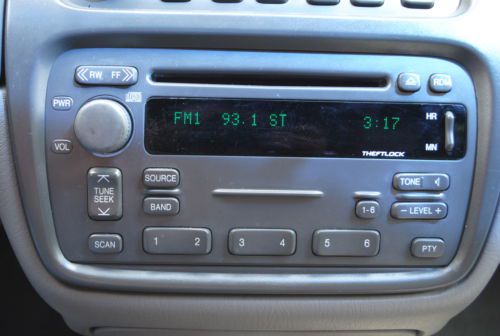 RW FF
RDM
PWR
FM1 93.1 ST 3:17
HR
VOL
MN
THEFTLOCK
TUNE
SEEK
SOURCE
TONE
BAND
1-6
– LEVEL +
SCAN
1 2
3 4
5 6
PTY